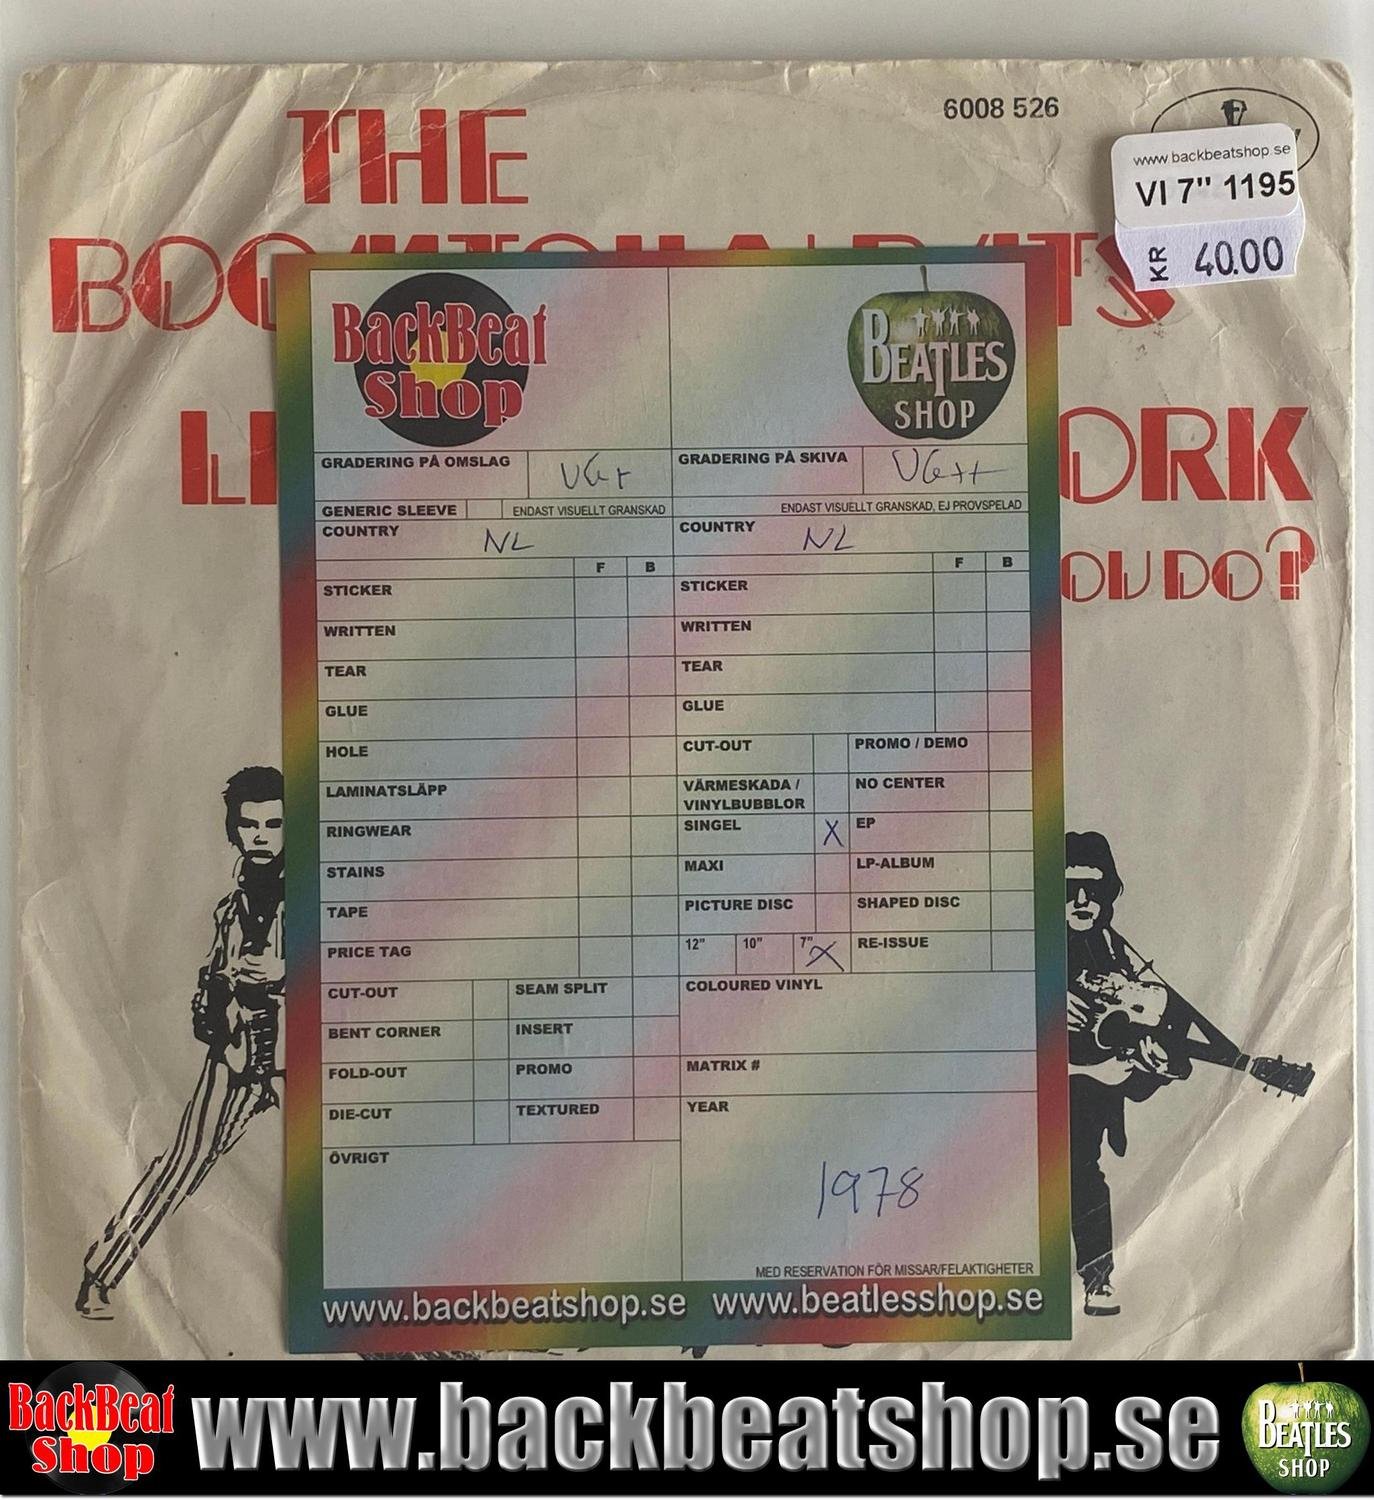 THE
6008 526
www.backbeatshop.se
VI 7" 1195
KR 40.00
BackBeat
Shop
BEATLES
SHOP
ORK
OU DO?
GRADERING PÅ OMSLAG VG+
GRADERING PÅ SKIVA VG++
GENERIC SLEEVE ENDAST VISUELLT GRANSKAD
ENDAST VISUELLT GRANSKAD, EJ PROVSPELAD
COUNTRY NL
COUNTRY NL
F B
F B
STICKER
STICKER
WRITTEN
WRITTEN
TEAR
TEAR
GLUE
GLUE
HOLE
CUT-OUT PROMO / DEMO
LAMINATSLÄPP
VÄRMESKADA /
VINYLBUBBLOR
NO CENTER
RINGWEAR
SINGEL X EP
STAINS
MAXI LP-ALBUM
TAPE
PICTURE DISC SHAPED DISC
PRICE TAG
12" 10" 7" X RE-ISSUE
CUT-OUT SEAM SPLIT
COLOURED VINYL
BENT CORNER INSERT
FOLD-OUT PROMO
MATRIX #
DIE-CUT TEXTURED
YEAR
ÖVRIGT
1978
MED RESERVATION FÖR MISSAR/FELAKTIGHETER
www.backbeatshop.se www.beatlesshop.se
BackBeat
Shop
www.backbeatshop.se
BEATLES
SHOP